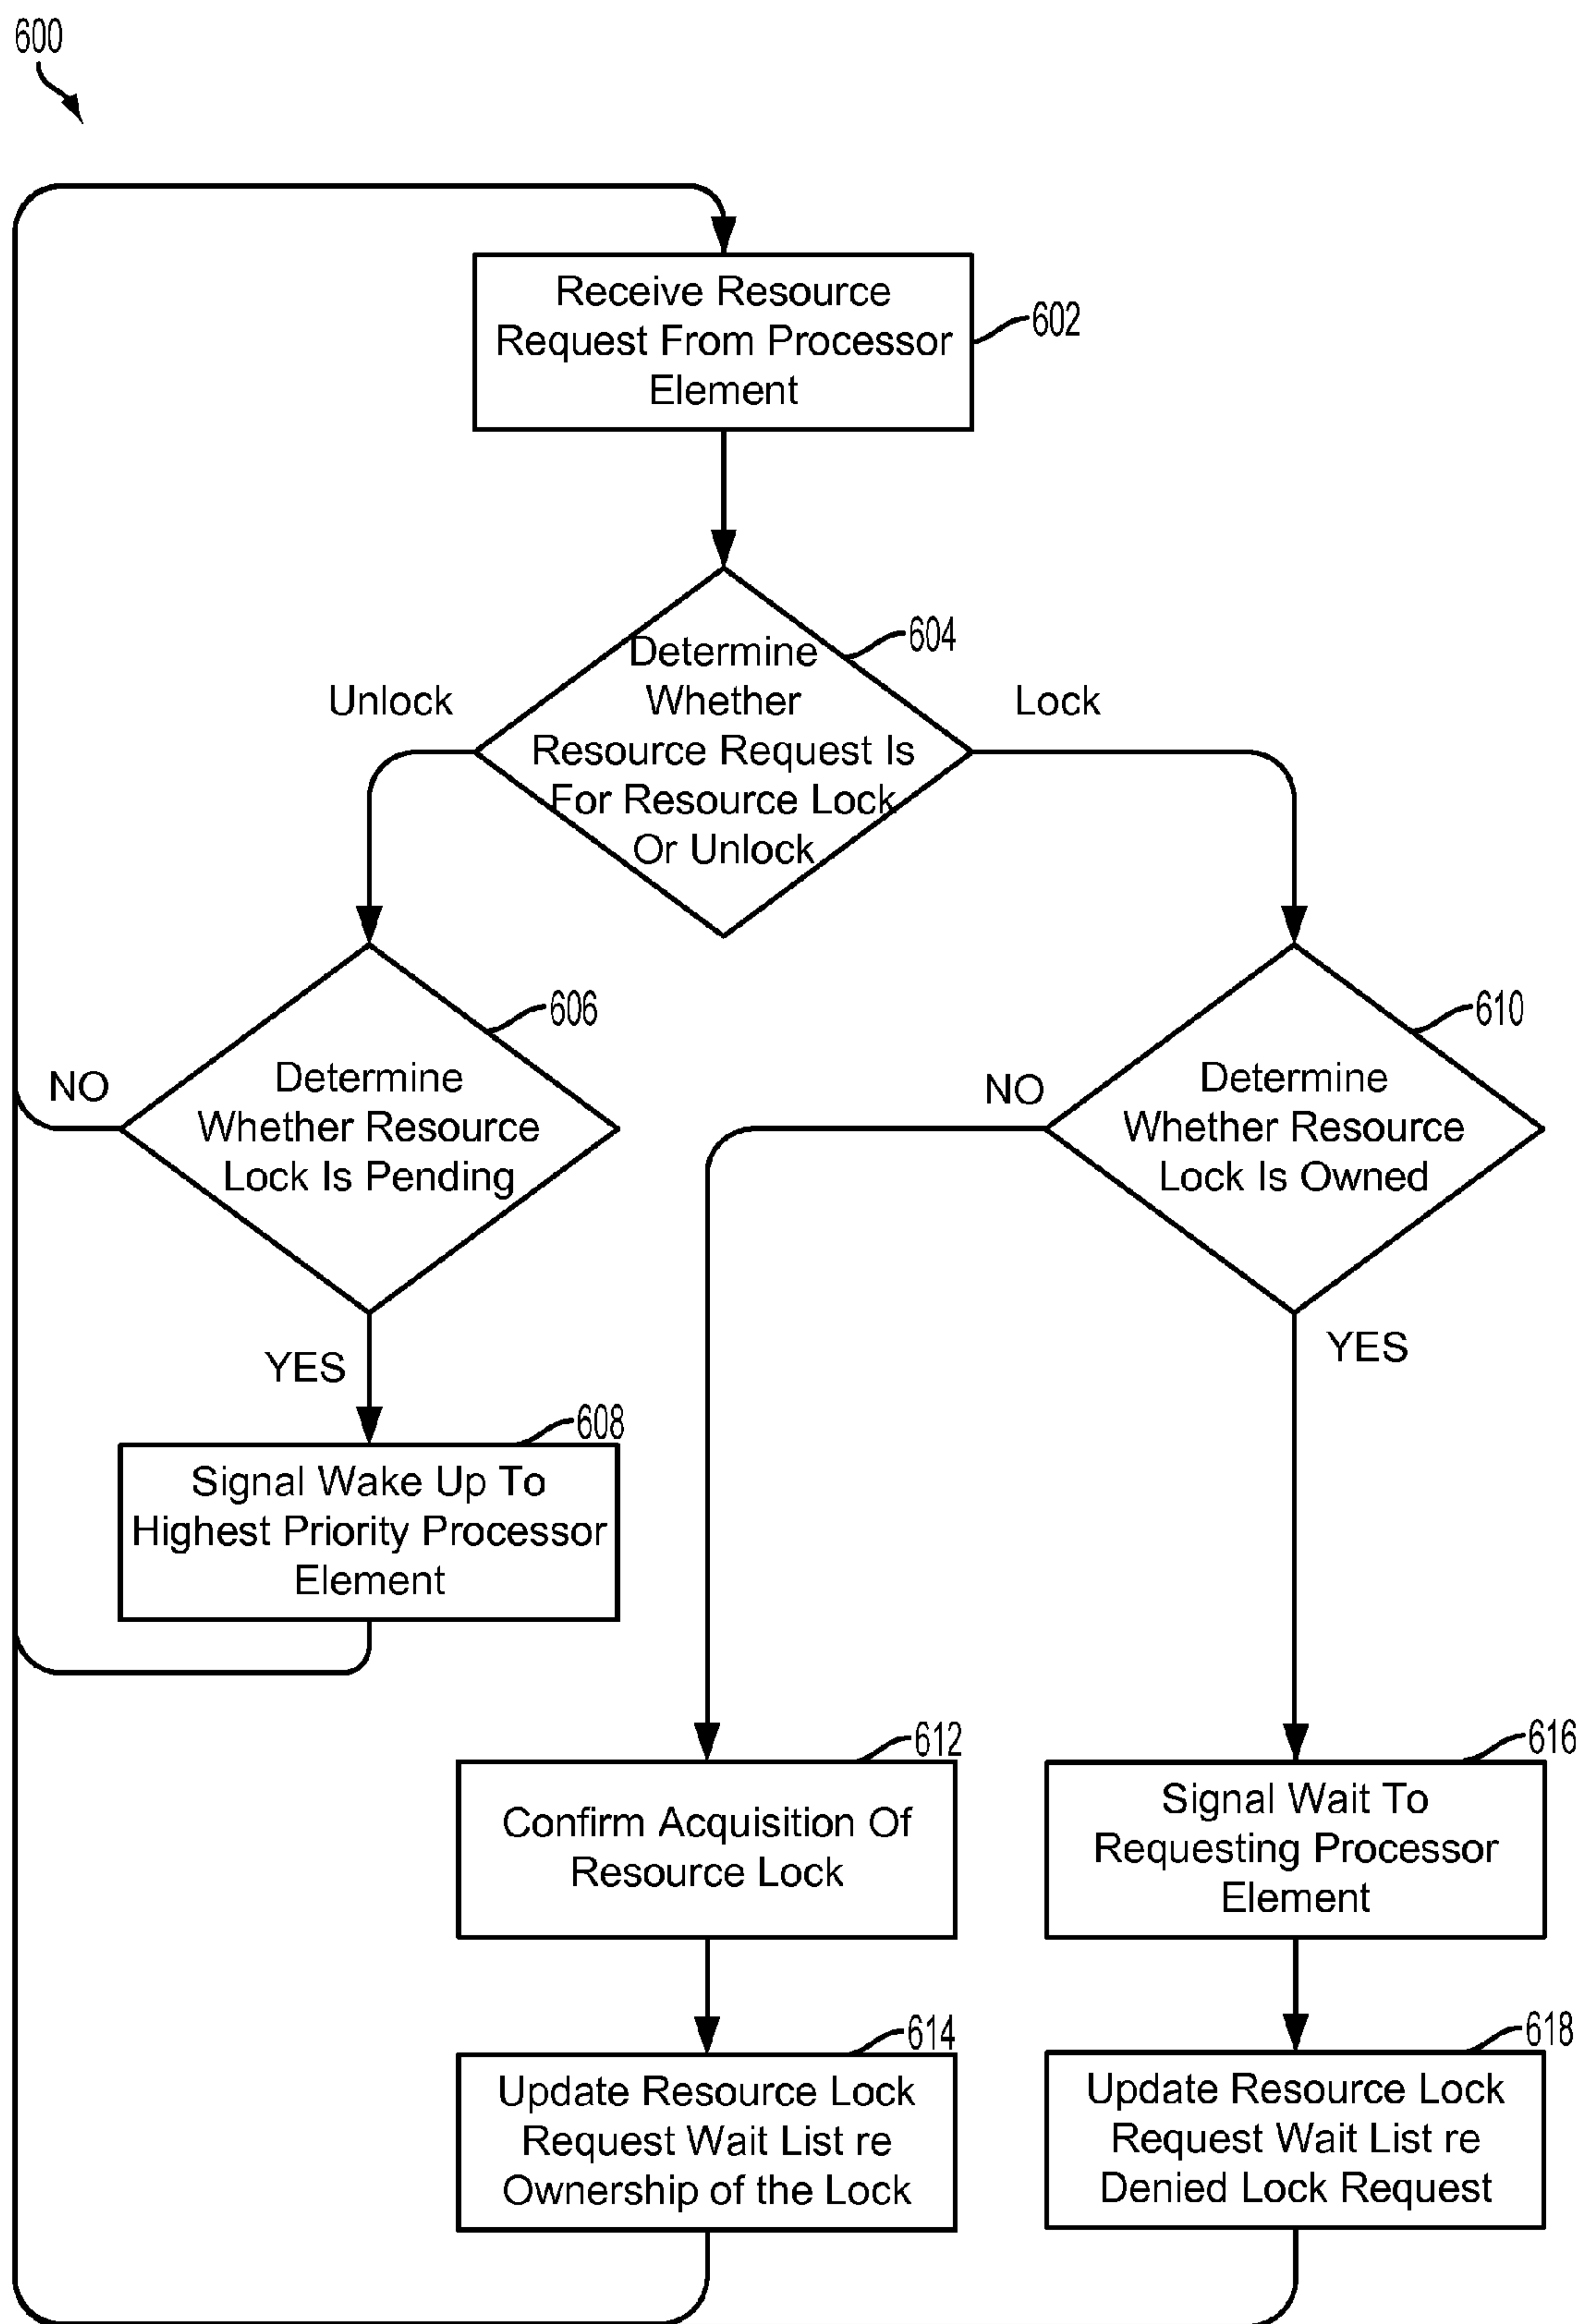 600
Receive Resource
Request From Processor
Element
602
Determine
Whether
Resource Request Is
For Resource Lock
Or Unlock
604
Unlock
Lock
Determine
Whether Resource
Lock Is Pending
606
NO
YES
Determine
Whether Resource
Lock Is Owned
610
NO
YES
Signal Wake Up To
Highest Priority Processor
Element
608
Confirm Acquisition Of
Resource Lock
612
Signal Wait To
Requesting Processor
Element
616
Update Resource Lock
Request Wait List re
Ownership of the Lock
614
Update Resource Lock
Request Wait List re
Denied Lock Request
618